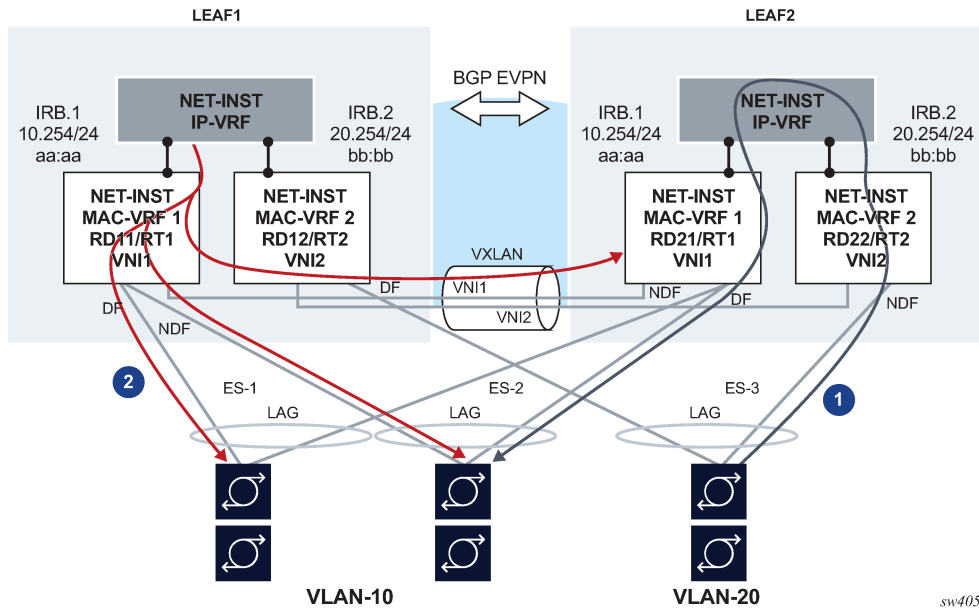 LEAF1
LEAF2
BGP EVPN
NET-INST
IP-VRF
IRB.1
10.254/24
aa:aa
IRB.2
20.254/24
bb:bb
NET-INST
MAC-VRF 1
RD11/RT1
VNI1
NET-INST
MAC-VRF 2
RD12/RT2
VNI2
NET-INST
IP-VRF
IRB.1
10.254/24
aa:aa
IRB.2
20.254/24
bb:bb
NET-INST
MAC-VRF 1
RD21/RT1
VNI1
NET-INST
MAC-VRF 2
RD22/RT2
VNI2
VXLAN
VNI1
VNI2
DF
NDF
DF
NDF
DF
NDF
2
1
ES-1
ES-2
ES-3
LAG
LAG
LAG
VLAN-10
VLAN-20
sw405